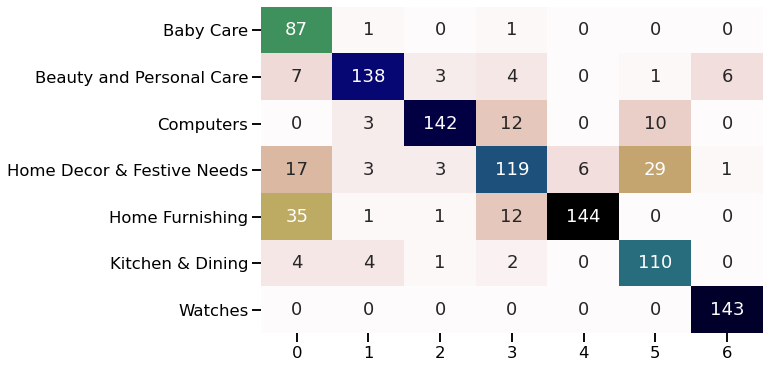 Baby Care 87 1 0 1 0 0 0
Beauty and Personal Care 7 138 3 4 0 1 6
Computers 0 3 142 12 0 10 0
Home Decor & Festive Needs 17 3 3 119 6 29 1
Home Furnishing 35 1 1 12 144 0 0
Kitchen & Dining 4 4 1 2 0 110 0
Watches 0 0 0 0 0 0 143
0 1 2 3 4 5 6